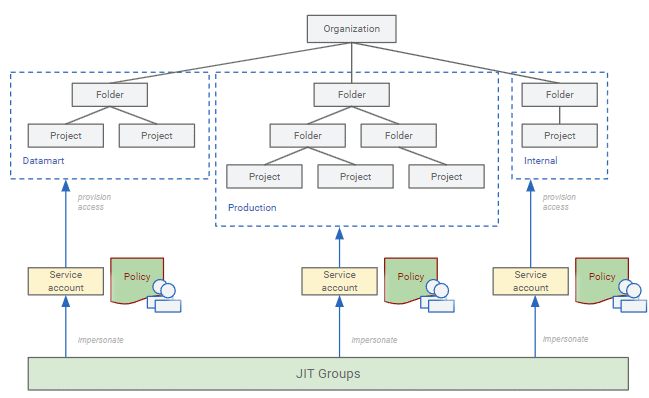 Organization
Folder
Folder
Folder
Project
Project
Folder
Folder
Project
Datamart
Internal
Project
Project
Project
Production
provision
access
provision
access
Service
account
Policy
Service
account
Policy
Service
account
Policy
impersonate
impersonate
impersonate
JIT Groups